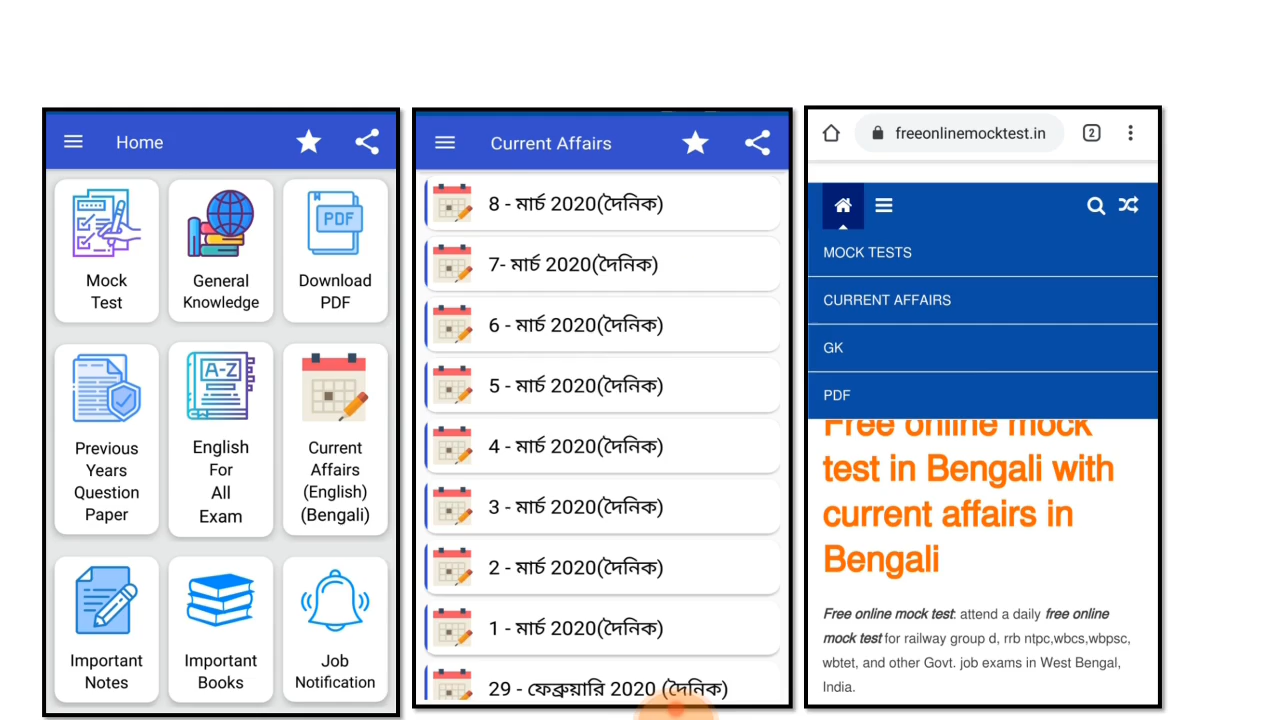 Home
PDF
Mock
Test
General
Knowledge
Download
PDF
A-Z
Previous
Years
Question
Paper
English
For
All
Exam
Current
Affairs
(English)
(Bengali)
Important
Notes
Important
Books
Job
Notification
Current Affairs
8 - মার্চ 2020(দৈনিক)
7- মার্চ 2020(দৈনিক)
6 - মার্চ 2020(দৈনিক)
5 - মার্চ 2020(দৈনিক)
4 - মার্চ 2020(দৈনিক)
3 - মার্চ 2020(দৈনিক)
2 - মার্চ 2020(দৈনিক)
1 - মার্চ 2020(দৈনিক)
29 - ফেব্রুয়ারি 2020 (দৈনিক)
freeonlinemocktest.in
2
MOCK TESTS
CURRENT AFFAIRS
GK
PDF
Free online mock
test in Bengali with
current affairs in
Bengali
Free online mock test: attend a daily free online
mock test for railway group d, rrb ntpc,wbcs,wbpsc,
wbtet, and other Govt. job exams in West Bengal,
India.